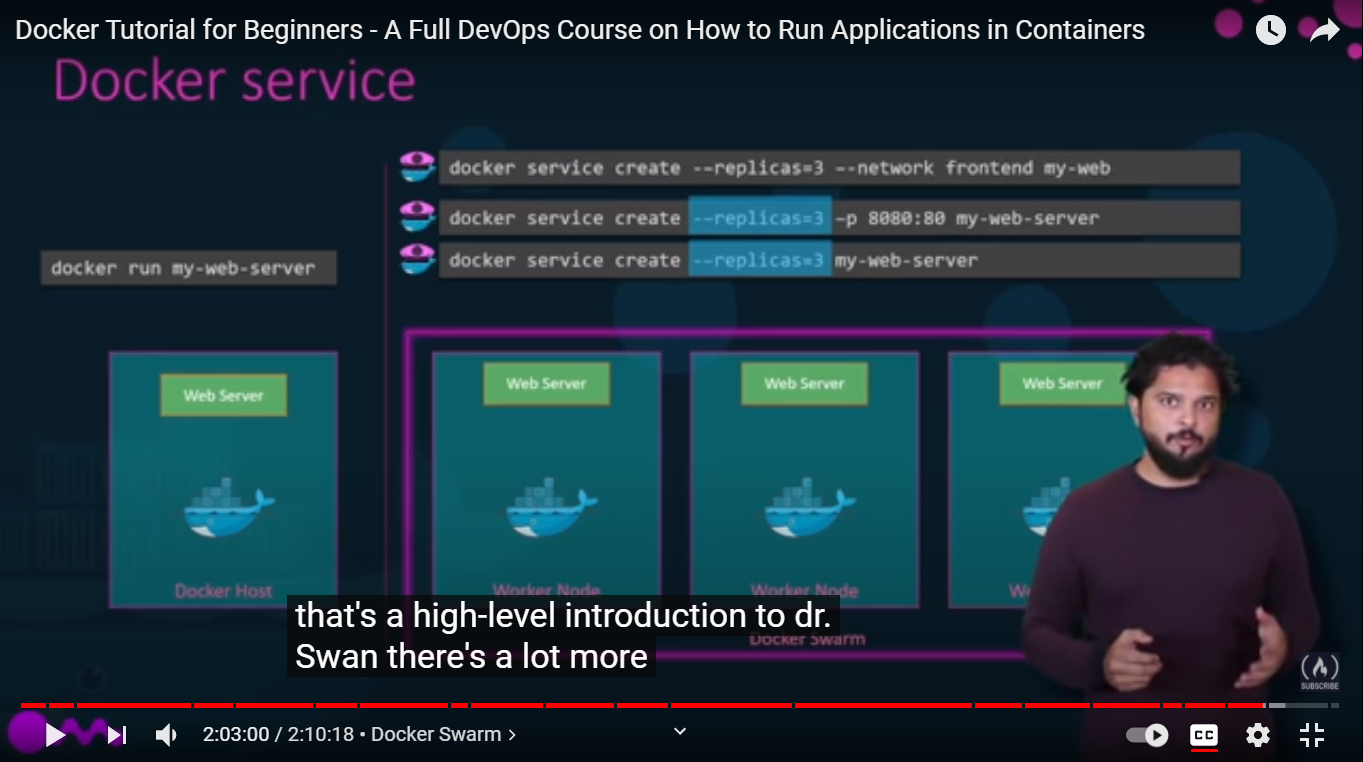 Docker Tutorial for Beginners - A Full DevOps Course on How to Run Applications in Containers
Docker service
docker service create --replicas=3 --network frontend my-web
docker service create --replicas=3 -p 8080:80 my-web-server
docker run my-web-server
docker service create --replicas=3 my-web-server
Web Server
Web Server
Web Server
Web Server
Docker Host
Worker Node
Worker Node
We
that's a high-level introduction to dr.
Swan there's a lot more
Docker Swarm
SUBSCRIBE
2:03:00 / 2:10:18 • Docker Swarm >
CC